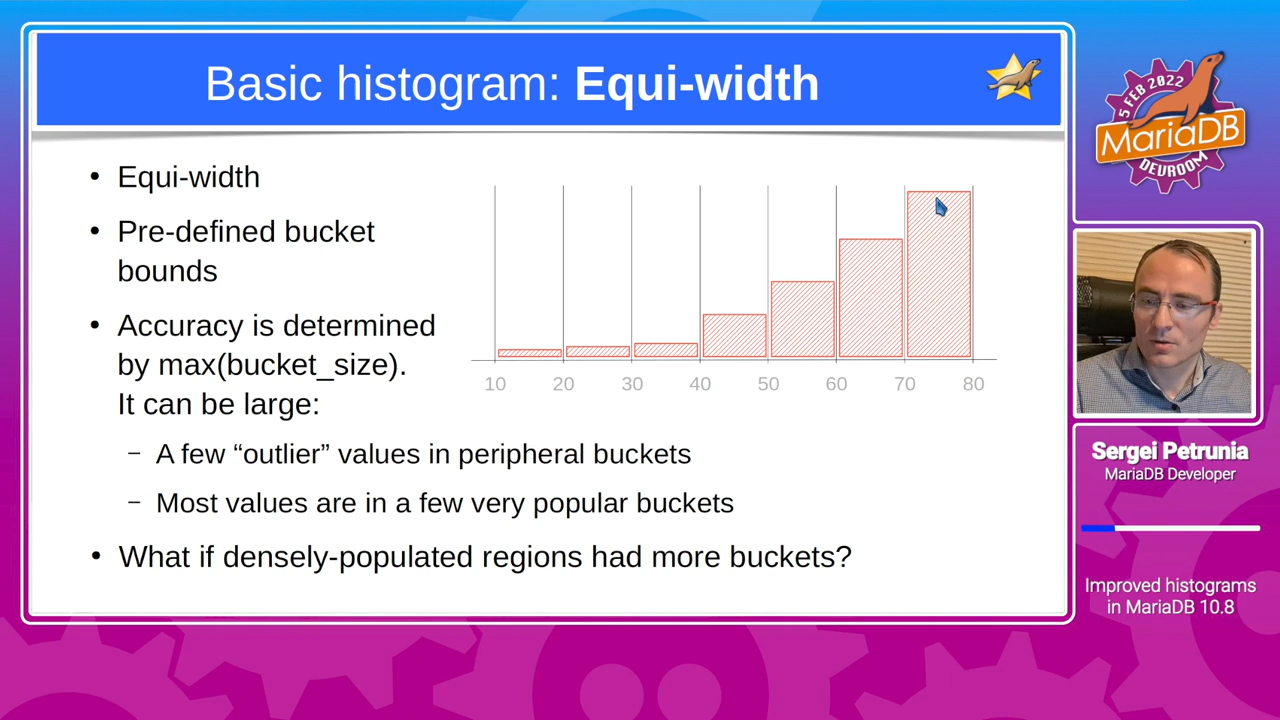 Basic histogram: Equi-width
• Equi-width
• Pre-defined bucket
bounds
• Accuracy is determined
by max(bucket_size).
It can be large:
– A few “outlier” values in peripheral buckets
– Most values are in a few very popular buckets
• What if densely-populated regions had more buckets?
10 20 30 40 50 60 70 80
5 FEB 2022
MariaDB
DEVROOM
Sergei Petrunia
MariaDB Developer
Improved histograms
in MariaDB 10.8